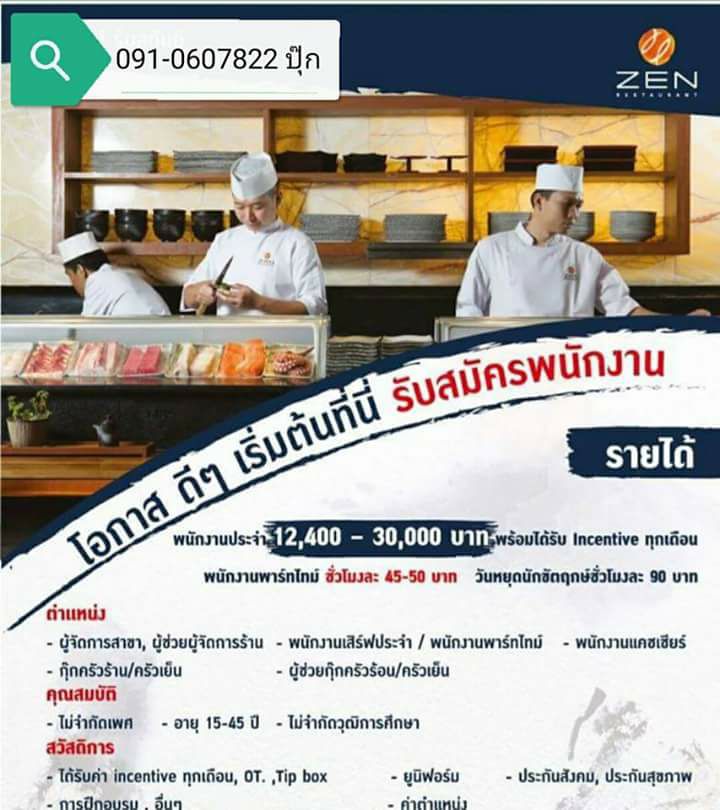 091-0607822 ปุ๊ก
ZEN
RESTAURANT
โอกาส ดีๆ เริ่มต้นที่นี่ รับสมัครพนักงาน
รายได้
พนักงานประจำ 12,400 – 30,000 บาท พร้อมได้รับ Incentive ทุกเดือน
พนักงานพาร์ทไทม์ ชั่วโมงละ 45-50 บาท วันหยุดนักขัตฤกษ์ชั่วโมงละ 90 บาท
ตำแหน่ง
- ผู้จัดการสาขา, ผู้ช่วยผู้จัดการร้าน - พนักงานเสิร์ฟประจำ / พนักงานพาร์ทไทม์ - พนักงานแคชเชียร์
- กุ๊กครัวร้าน/ครัวเย็น - ผู้ช่วยกุ๊กครัวร้อน/ครัวเย็น
คุณสมบัติ
- ไม่จำกัดเพศ - อายุ 15-45 ปี - ไม่จำกัดวุฒิการศึกษา
สวัสดิการ
- ได้รับค่า incentive ทุกเดือน, OT. ,Tip box - ยูนิฟอร์ม - ประกันสังคม, ประกันสุขภาพ
- การฝึกอบรม , อื่นๆ - ค่าตำแหน่ง